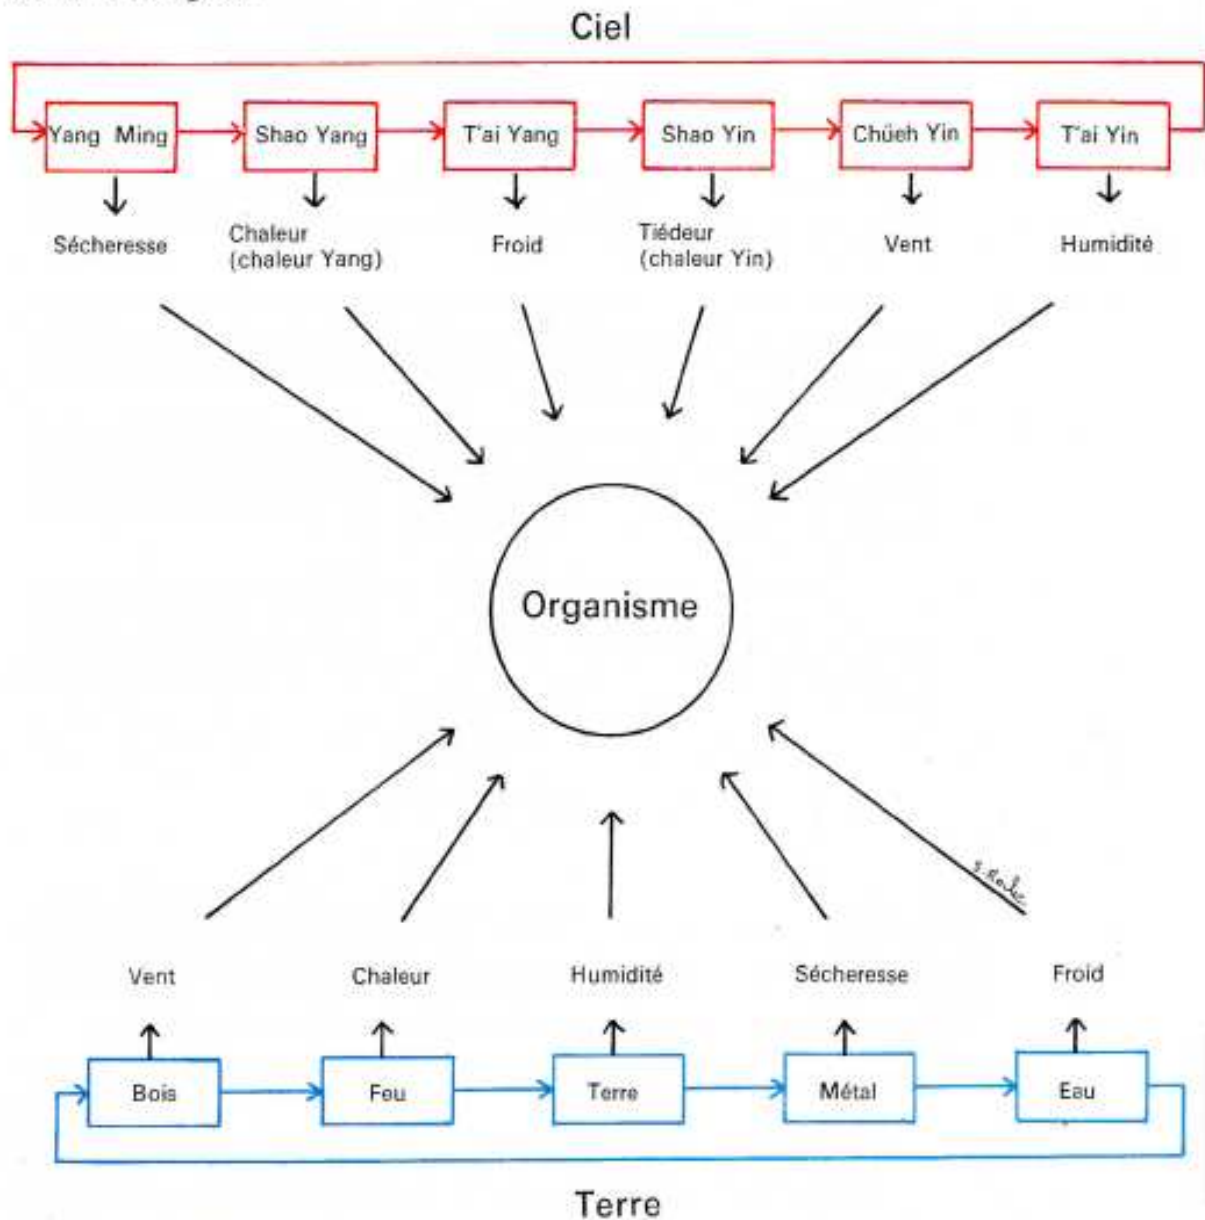 Ciel
Yang Ming
Shao Yang
T'ai Yang
Shao Yin
Chüeh Yin
T'ai Yin
Sécheresse
Chaleur
(chaleur Yang)
Froid
Tiédeur
(chaleur Yin)
Vent
Humidité
Organisme
Vent
Chaleur
Humidité
Sécheresse
Froid
Bois
Feu
Terre
Métal
Eau
Terre